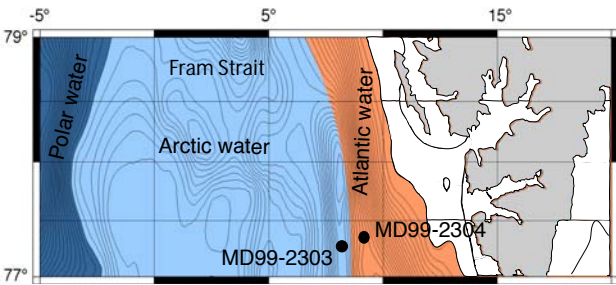 -5°
5°
15°
79°
Fram Strait
Polar water
Arctic water
Atlantic water
MD99-2304
MD99-2303
77°